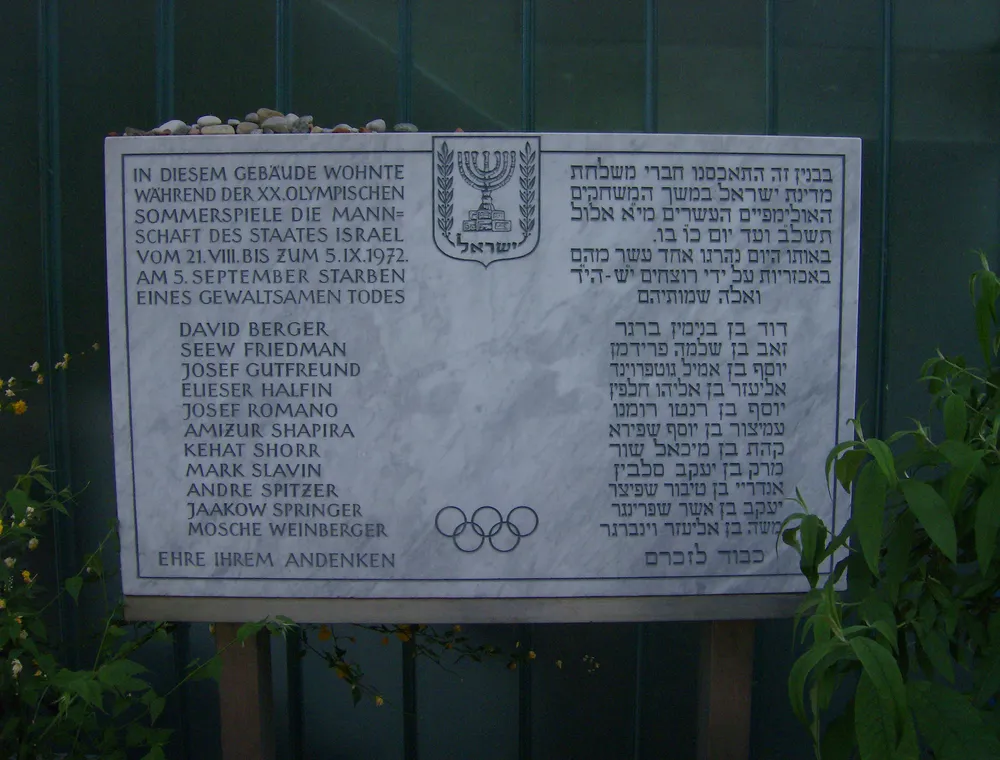 IN DIESEM GEBÄUDE WOHNTE
WÄHREND DER XX. OLYMPISCHEN
SOMMERSPIELE DIE MANN=
SCHAFT DES STAATES ISRAEL
VOM 21. VIII. BIS ZUM 5. IX. 1972.
AM 5. SEPTEMBER STARBEN
EINES GEWALTSAMEN TODES
DAVID BERGER
SEEW FRIEDMAN
JOSEF GUTFREUND
ELIESER HALFIN
JOSEF ROMANO
AMIZUR SHAPIRA
KEHAT SHORR
MARK SLAVIN
ANDRE SPITZER
JAAKOW SPRINGER
MOSCHE WEINBERGER
EHRE IHREM ANDENKEN
ישראל
בבנין זה התאכסנו חברי משלחת
מדינת ישראל במשך המשחקים
האולימפיים העשרים מי"א אלול
תשל"ב ועד יום כ"ו בו.
באותו היום נהרגו אחד עשר מהם
באכזריות על ידי רוצחים יש-הי"ד
ואלה שמותיהם
דוד בן בנימין ברגר
זאב בן שלמה פרידמן
יוסף בן אמיל גוטפרוינד
אליעזר בן אליהו חלפין
יוסף בן רנטו רומנו
עמיצור בן יוסף שפירא
קהת בן מיכאל שור
מרק בן יעקב סלבין
אנדריי בן טיבור שפיצר
יעקב בן אשר שפרינגר
משה בן אליעזר וינברגר
כבוד לזכרם